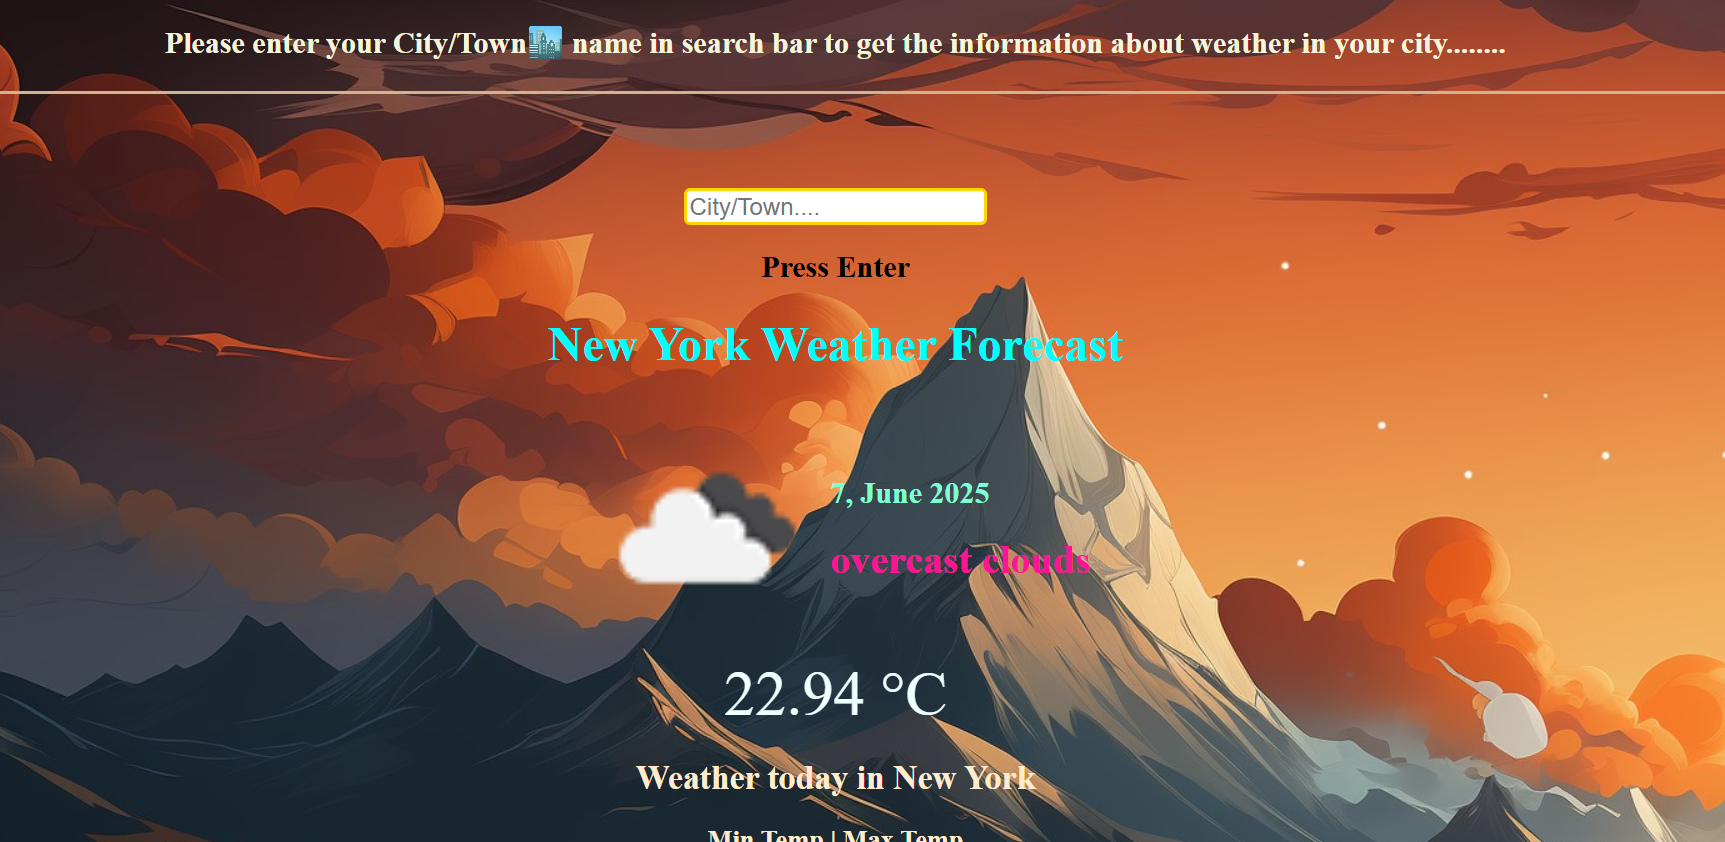 Please enter your City/Town🏙️ name in search bar to get the information about weather in your city........
City/Town....
Press Enter
New York Weather Forecast
7, June 2025
overcast clouds
22.94 °C
Weather today in New York
Min Temp | Max Temp